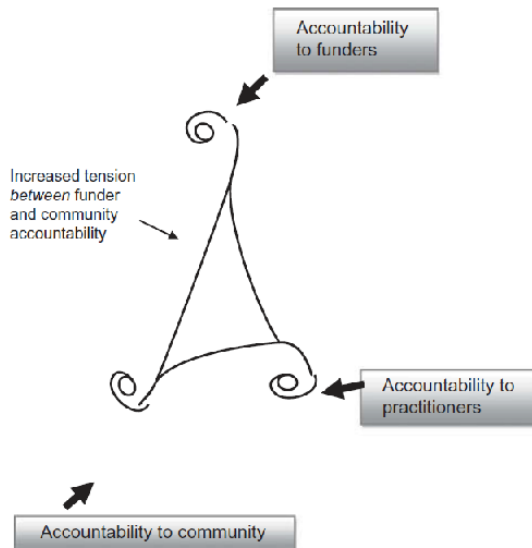 Accountability
to funders
Increased tension
between funder
and community
accountability
Accountability to
practitioners
Accountability to community